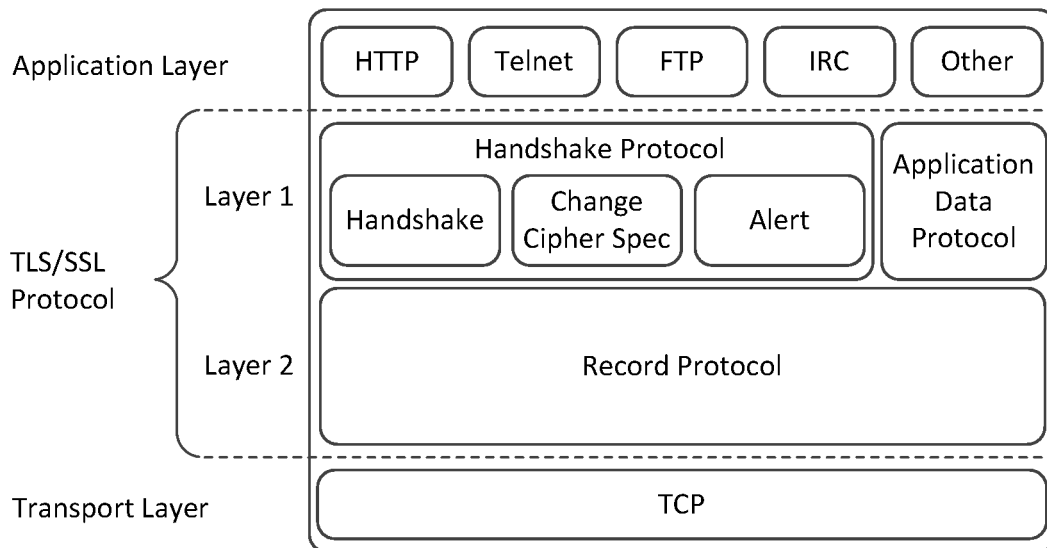 Application Layer
HTTP
Telnet
FTP
IRC
Other
TLS/SSL
Protocol
Layer 1
Handshake Protocol
Handshake
Change
Cipher Spec
Alert
Application
Data
Protocol
Layer 2
Record Protocol
Transport Layer
TCP